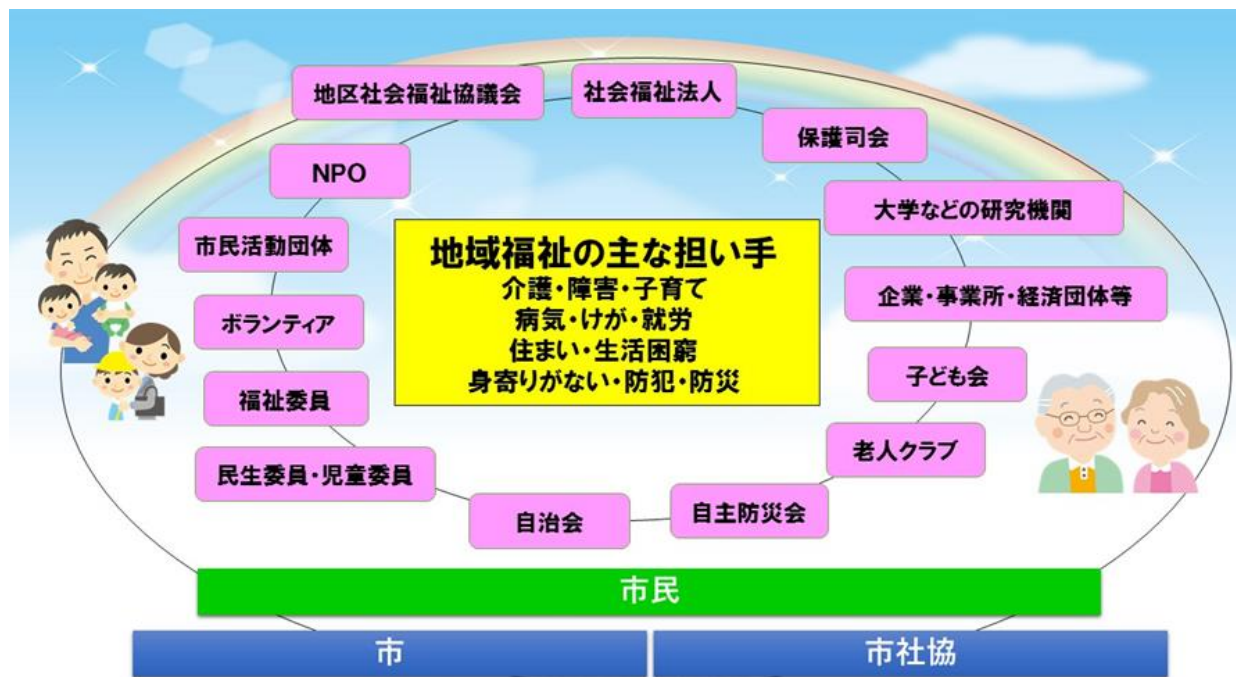 地区社会福祉協議会
社会福祉法人
保護司会
NPO
大学などの研究機関
市民活動団体
地域福祉の主な担い手
介護・障害・子育て
病気・けが・就労
住まい・生活困窮
身寄りがない・防犯・防災
企業・事業所・経済団体等
ボランティア
子ども会
福祉委員
老人クラブ
民生委員・児童委員
自治会
自主防災会
市民
市
市社協